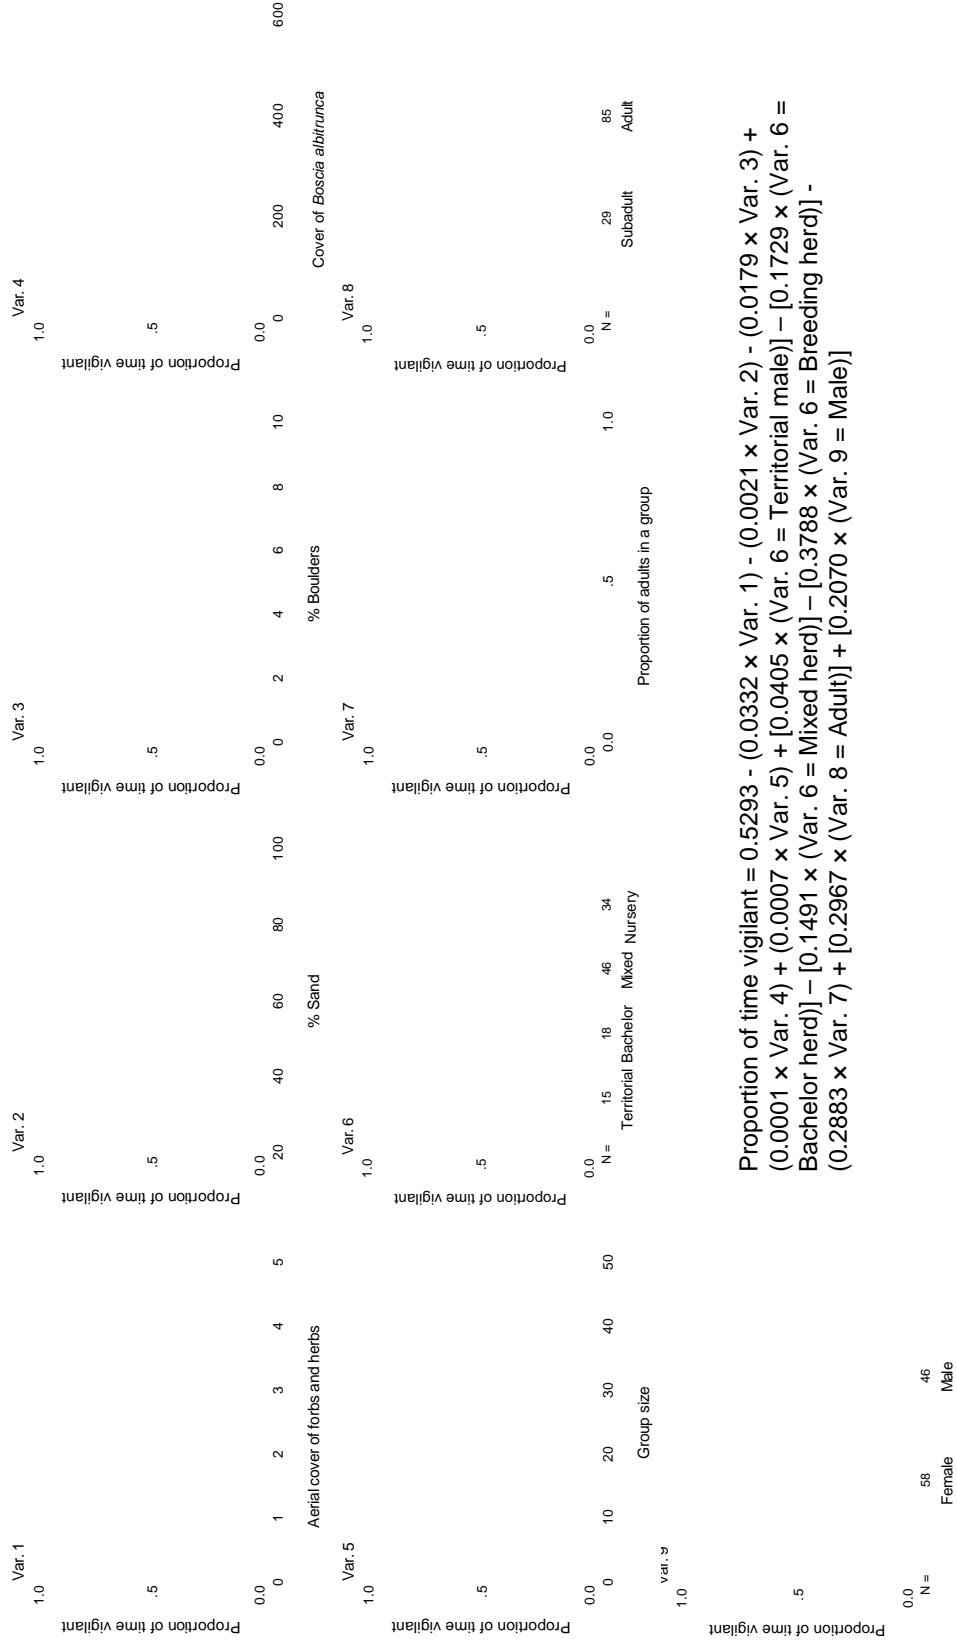 Var. 1
1.0
.5
0.0
Proportion of time vigilant
0 1 2 3 4 5
Aerial cover of forbs and herbs
Var. 2
1.0
.5
0.0
Proportion of time vigilant
20 40 60 80 100
% Sand
Var. 3
1.0
.5
0.0
Proportion of time vigilant
0 2 4 6 8 10
% Boulders
Var. 4
1.0
.5
0.0
Proportion of time vigilant
0 200 400 600
Cover of Boscia albitrunca
Var. 5
1.0
.5
0.0
Proportion of time vigilant
0 10 20 30 40 50
Group size
Var. 6
1.0
.5
0.0
Proportion of time vigilant
N = 15 18 46 34
Territorial Bachelor Mixed Nursery
Var. 7
1.0
.5
0.0
Proportion of time vigilant
0.0 .5 1.0
Proportion of adults in a group
Var. 8
1.0
.5
0.0
Proportion of time vigilant
N = 29 85
Subadult Adult
Var. 9
1.0
.5
0.0
Proportion of time vigilant
N = 58 46
Female Male
Proportion of time vigilant = 0.5293 - (0.0332 × Var. 1) - (0.0021 × Var. 2) - (0.0179 × Var. 3) +
(0.0001 × Var. 4) + (0.0007 × Var. 5) + [0.0405 × (Var. 6 = Territorial male)] – [0.1729 × (Var. 6 =
Bachelor herd)] – [0.1491 × (Var. 6 = Mixed herd)] – [0.3788 × (Var. 6 = Breeding herd)] -
(0.2883 × Var. 7) + [0.2967 × (Var. 8 = Adult)] + [0.2070 × (Var. 9 = Male)]